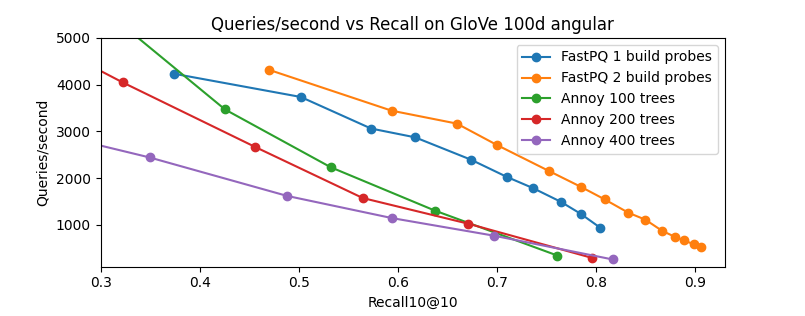 Queries/second vs Recall on GloVe 100d angular
Queries/second
5000
4000
3000
2000
1000
FastPQ 1 build probes
FastPQ 2 build probes
Annoy 100 trees
Annoy 200 trees
Annoy 400 trees
0.3 0.4 0.5 0.6 0.7 0.8 0.9
Recall10@10